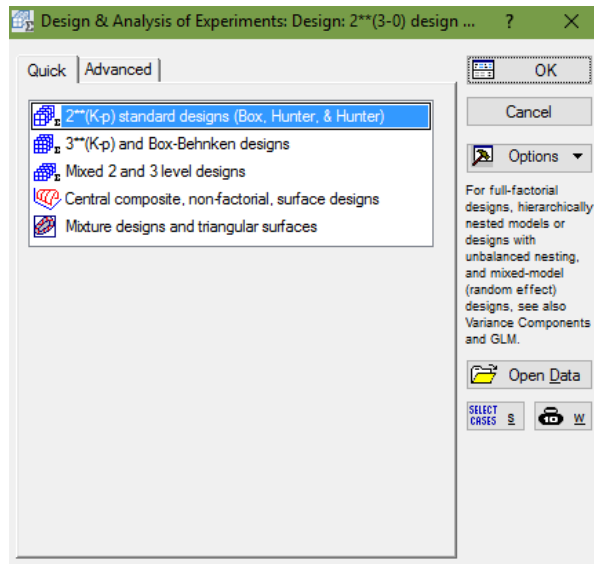 Design & Analysis of Experiments: Design: 2**(3-0) design ... ? ×
Quick Advanced
OK
2**(K-p) standard designs (Box, Hunter, & Hunter)
3**(K-p) and Box-Behnken designs
Mixed 2 and 3 level designs
Central composite, non-factorial, surface designs
Mixture designs and triangular surfaces
Cancel
Options
For full-factorial
designs, hierarchically
nested models or
designs with
unbalanced nesting,
and mixed-model
(random effect)
designs, see also
Variance Components
and GLM.
Open Data
SELECT
CASES S W